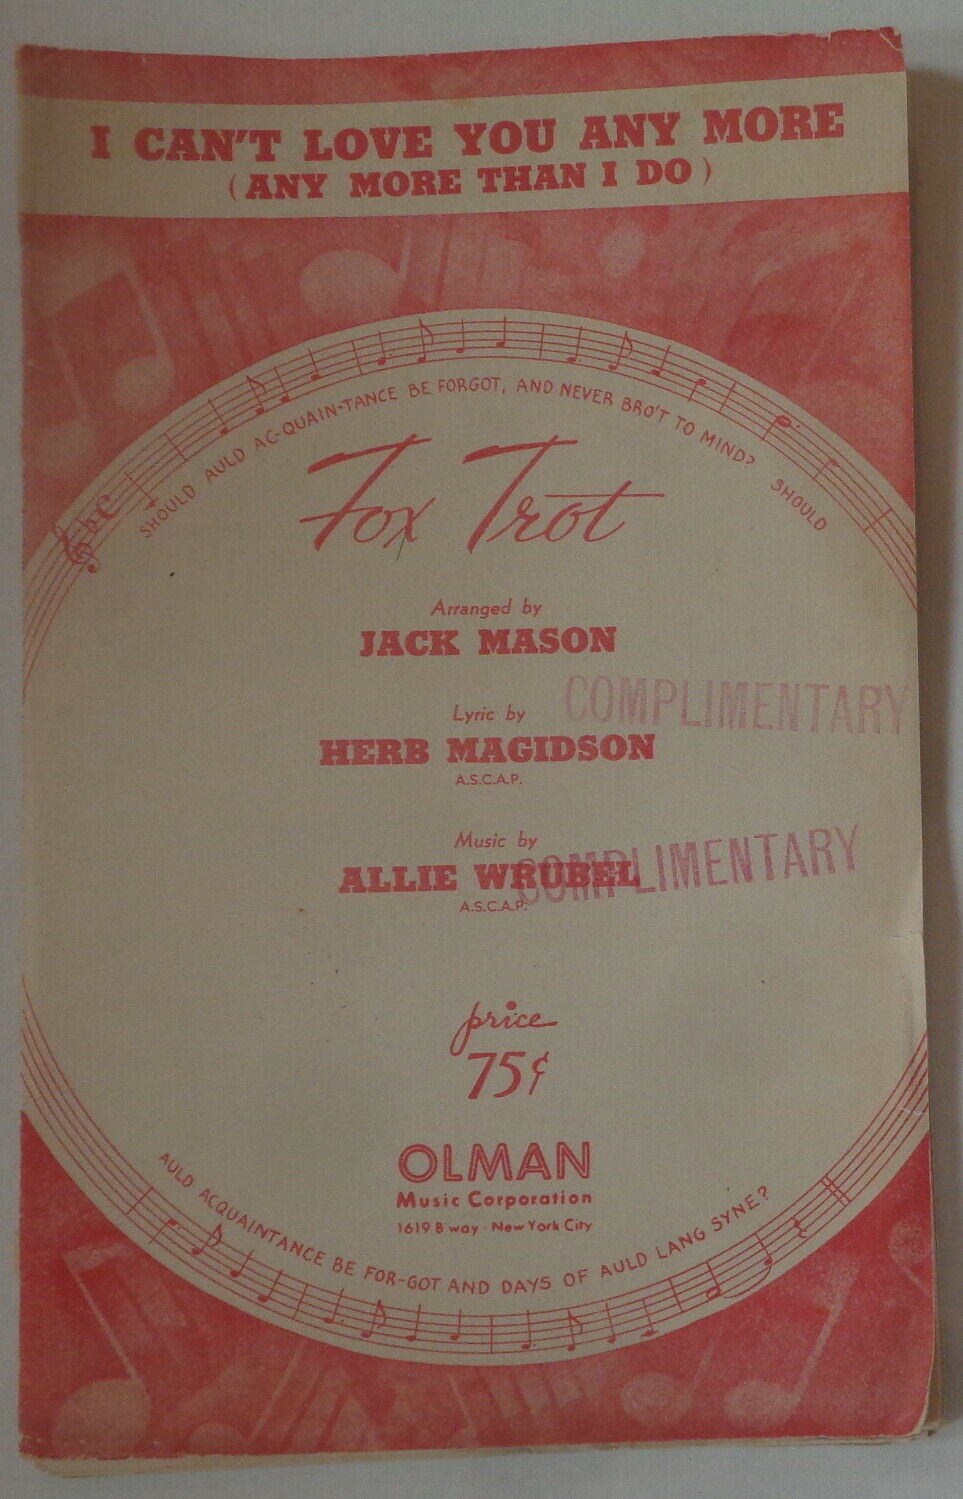 I CAN'T LOVE YOU ANY MORE
(ANY MORE THAN I DO)
SHOULD AULD AC-QUAIN-TANCE BE FORGOT, AND NEVER BRO'T TO MIND? SHOULD
Fox Trot
Arranged by
JACK MASON
COMPLIMENTARY
Lyric by
HERB MAGIDSON
A.S.C.A.P.
Music by
COMPLIMENTARY
ALLIE WRUBEL
A.S.C.A.P.
price
75¢
OLMAN
Music Corporation
1619 B'way · New York City
AULD ACQUAINTANCE BE FOR-GOT AND DAYS OF AULD LANG SYNE?